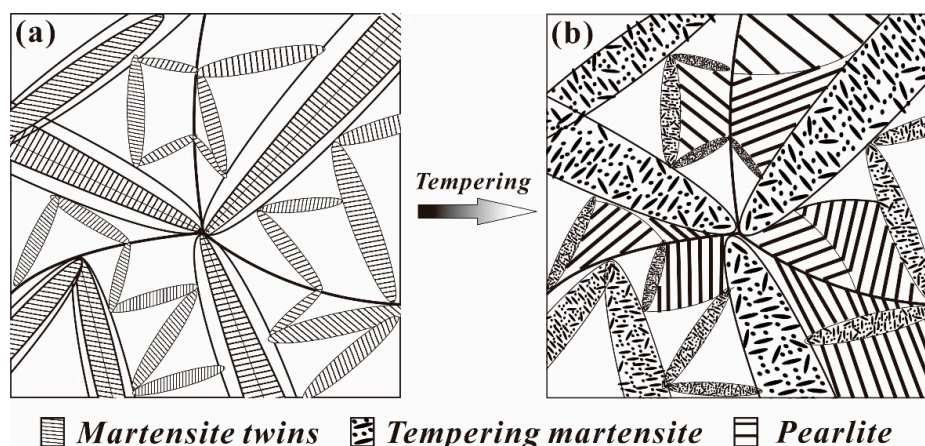 (a)
(b)
Tempering
Martensite twins
Tempering martensite
Pearlite